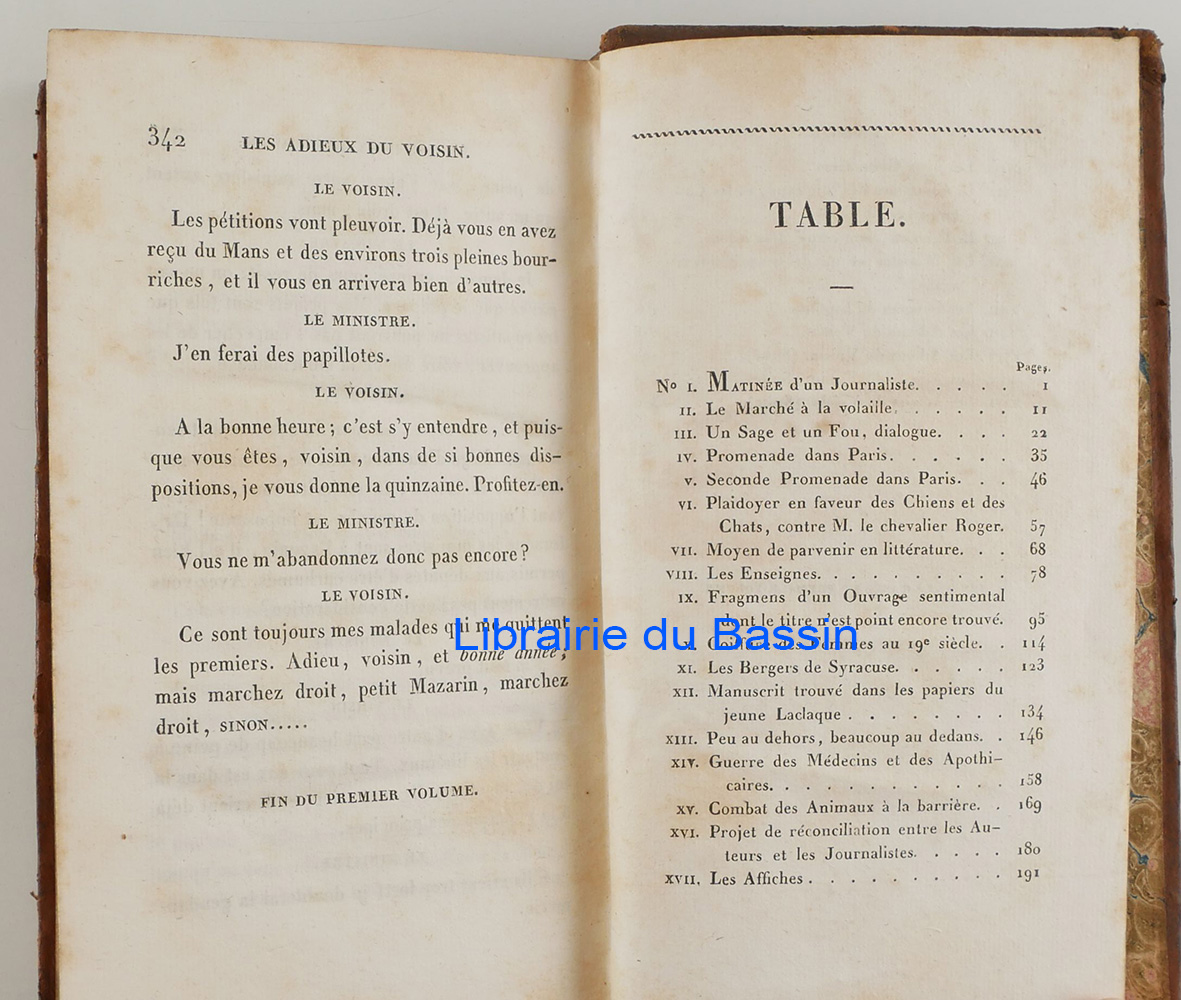 342 LES ADIEUX DU VOISIN.
LE VOISIN.
Les pétitions vont pleuvoir. Déjà vous en avez
reçu du Mans et des environs trois pleines bour-
riches , et il vous en arrivera bien d'autres.
LE MINISTRE.
J'en ferai des papillotes.
LE VOISIN.
A la bonne heure ; c'est s'y entendre , et puis-
que vous êtes , voisin , dans de si bonnes dis-
positions, je vous donne la quinzaine. Profitez-en.
LE MINISTRE.
Vous ne m'abandonnez donc pas encore ?
LE VOISIN.
Ce sont toujours mes malades qui me quittent
les premiers. Adieu, voisin , et bonne année ;
mais marchez droit , petit Mazarin , marchez
droit , SINON.....
FIN DU PREMIER VOLUME.
TABLE.
Pages.
No I. MATINÉE d'un Journaliste. . . . . 1
II. Le Marché à la volaille. . . . . . 11
III. Un Sage et un Fou, dialogue. . . . 22
IV. Promenade dans Paris. . . . . . 35
V. Seconde Promenade dans Paris. . . 46
VI. Plaidoyer en faveur des Chiens et des
Chats, contre M. le chevalier Roger. 57
VII. Moyen de parvenir en littérature. . . 68
VIII. Les Enseignes. . . . . . . . . . 78
IX. Fragmens d'un Ouvrage sentimental
dont le titre n'est point encore trouvé. 95
X. Coiffure des Femmes au 19e siècle. . 114
XI. Les Bergers de Syracuse. . . . . . 123
XII. Manuscrit trouvé dans les papiers du
jeune Laclaque . . . . . . . . 134
XIII. Peu au dehors, beaucoup au dedans. . 146
XIV. Guerre des Médecins et des Apothi-
caires. . . . . . . . . . . . 158
XV. Combat des Animaux à la barrière. . 169
XVI. Projet de réconciliation entre les Au-
teurs et les Journalistes. . . . . 180
XVII. Les Affiches . . . . . . . . . . 191
Librairie du Bassin